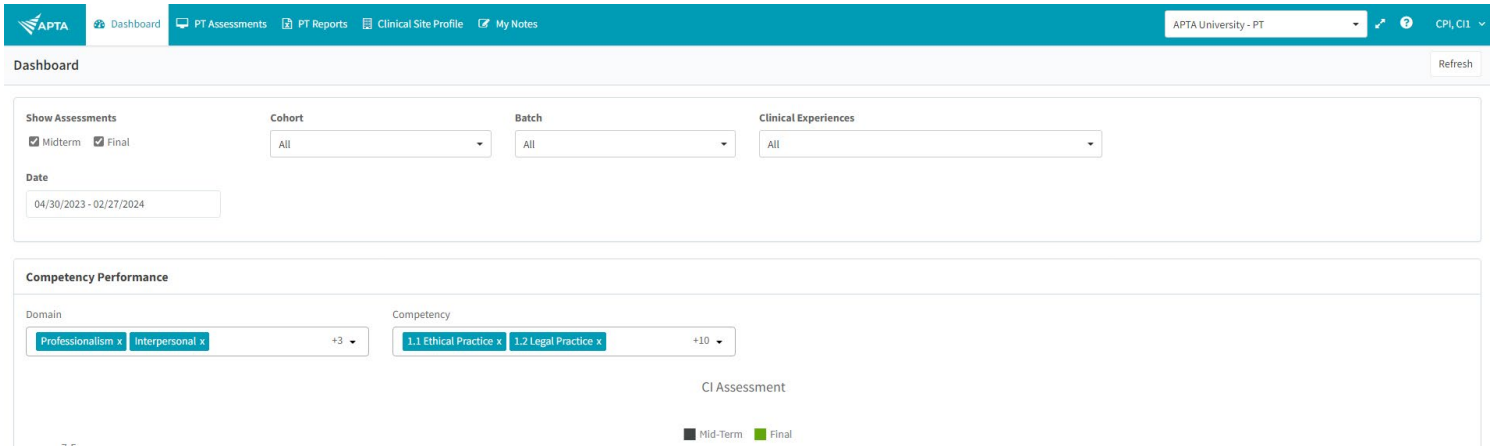 APTA Dashboard PT Assessments PT Reports Clinical Site Profile My Notes APTA University - PT CPI, CI1
Dashboard Refresh
Show Assessments Cohort Batch Clinical Experiences
Midterm Final All All All
Date
04/30/2023 - 02/27/2024
Competency Performance
Domain Competency
Professionalism x Interpersonal x +3 1.1 Ethical Practice x 1.2 Legal Practice x +10
CI Assessment
Mid-Term Final